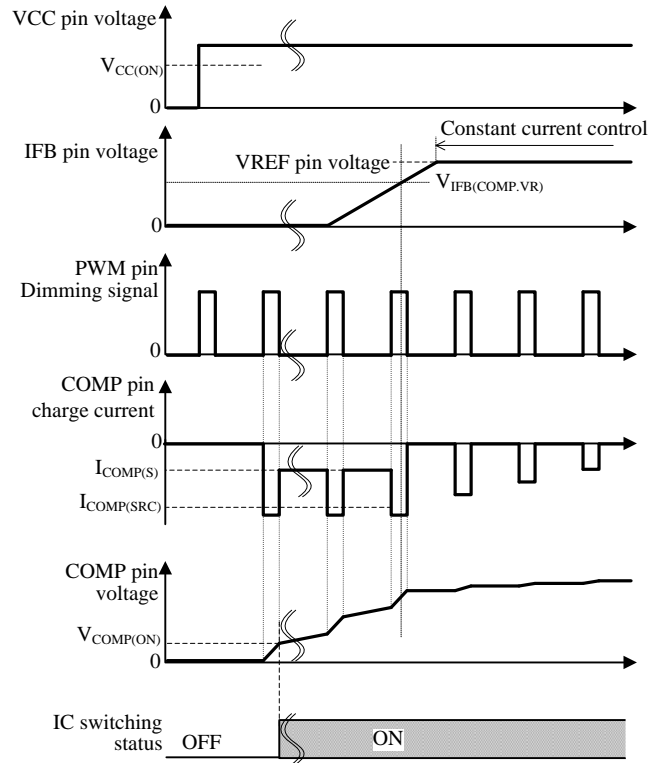 VCC pin voltage
VCC(ON)
0
Constant current control
IFB pin voltage
VREF pin voltage
VIFB(COMP.VR)
0
PWM pin
Dimming signal
0
COMP pin
charge current
0
ICOMP(S)
ICOMP(SRC)
COMP pin
voltage
VCOMP(ON)
0
IC switching
status
OFF
ON